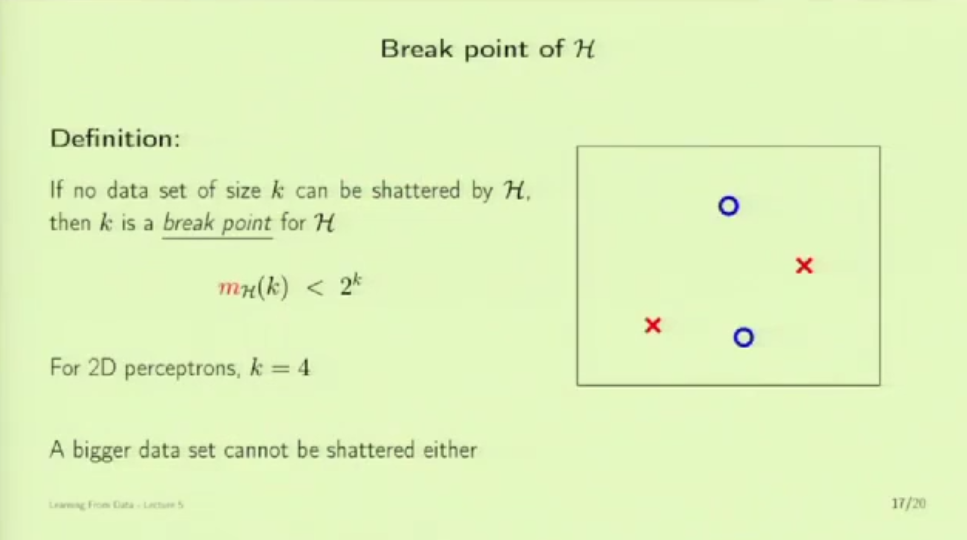 Break point of ℋ
Definition:
If no data set of size k can be shattered by ℋ,
then k is a break point for ℋ
mℋ(k) < 2ᵏ
For 2D perceptrons, k = 4
A bigger data set cannot be shattered either
Learning From Data - Lecture 5
17/20